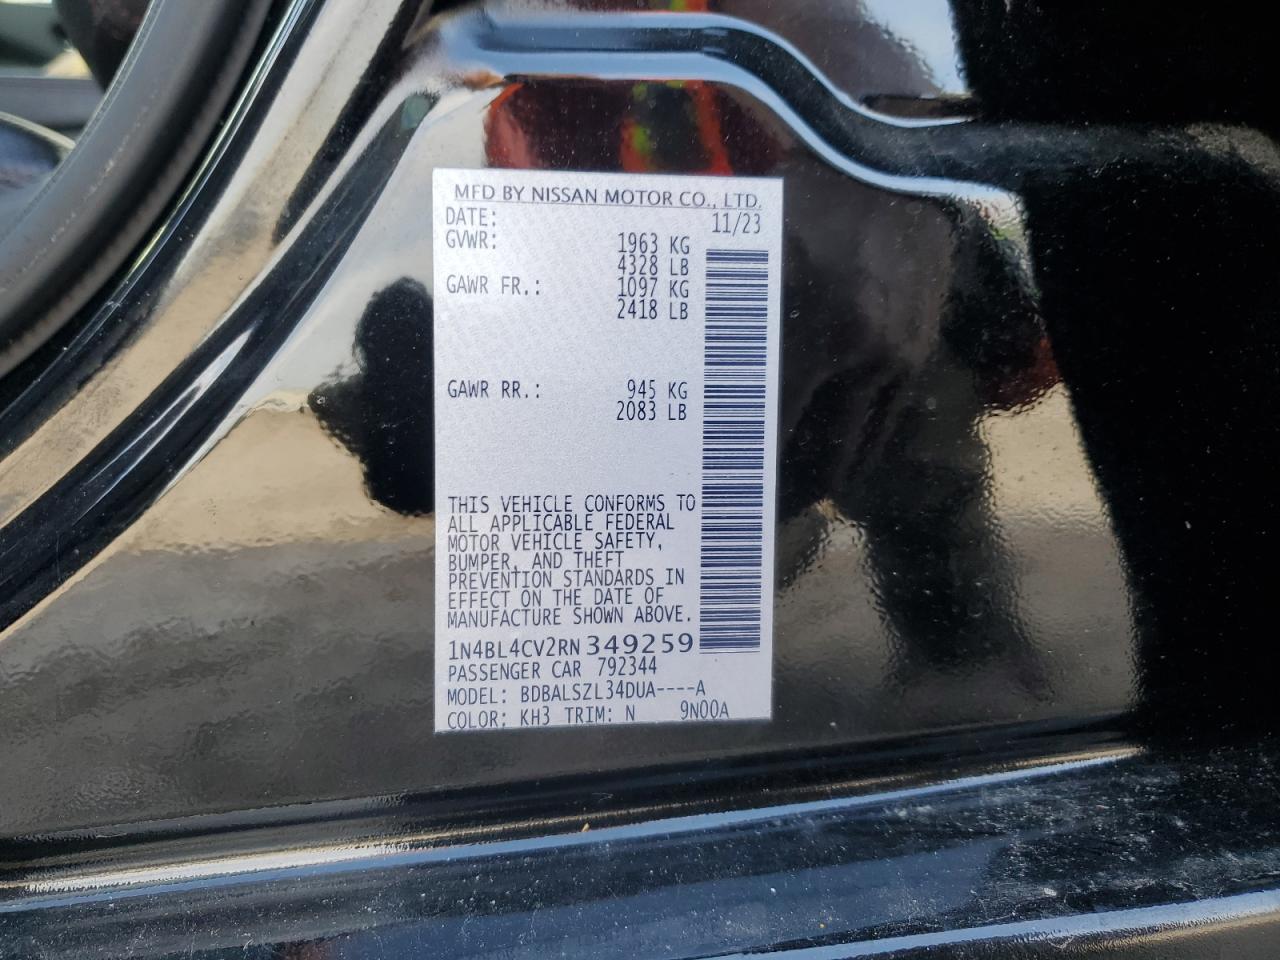 MFD BY NISSAN MOTOR CO., LTD.
DATE: 11/23
GVWR: 1963 KG
4328 LB
GAWR FR.: 1097 KG
2418 LB
GAWR RR.: 945 KG
2083 LB
THIS VEHICLE CONFORMS TO
ALL APPLICABLE FEDERAL
MOTOR VEHICLE SAFETY,
BUMPER, AND THEFT
PREVENTION STANDARDS IN
EFFECT ON THE DATE OF
MANUFACTURE SHOWN ABOVE.
1N4BL4CV2RN349259
PASSENGER CAR 792344
MODEL: BDBALSZL34DUA----A
COLOR: KH3 TRIM: N 9N00A